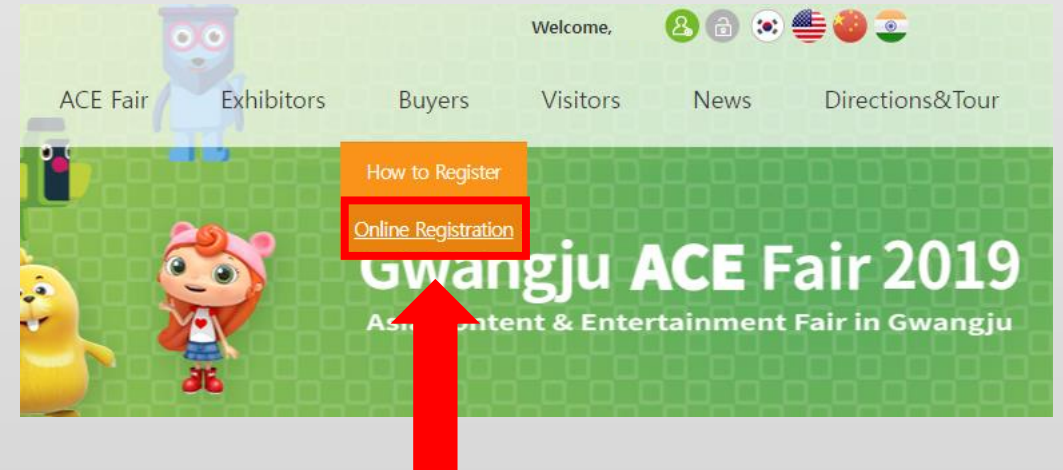 Welcome,
ACE Fair Exhibitors Buyers Visitors News Directions&Tour
How to Register
Online Registration
Gwangju ACE Fair 2019
Content & Entertainment Fair in Gwangju